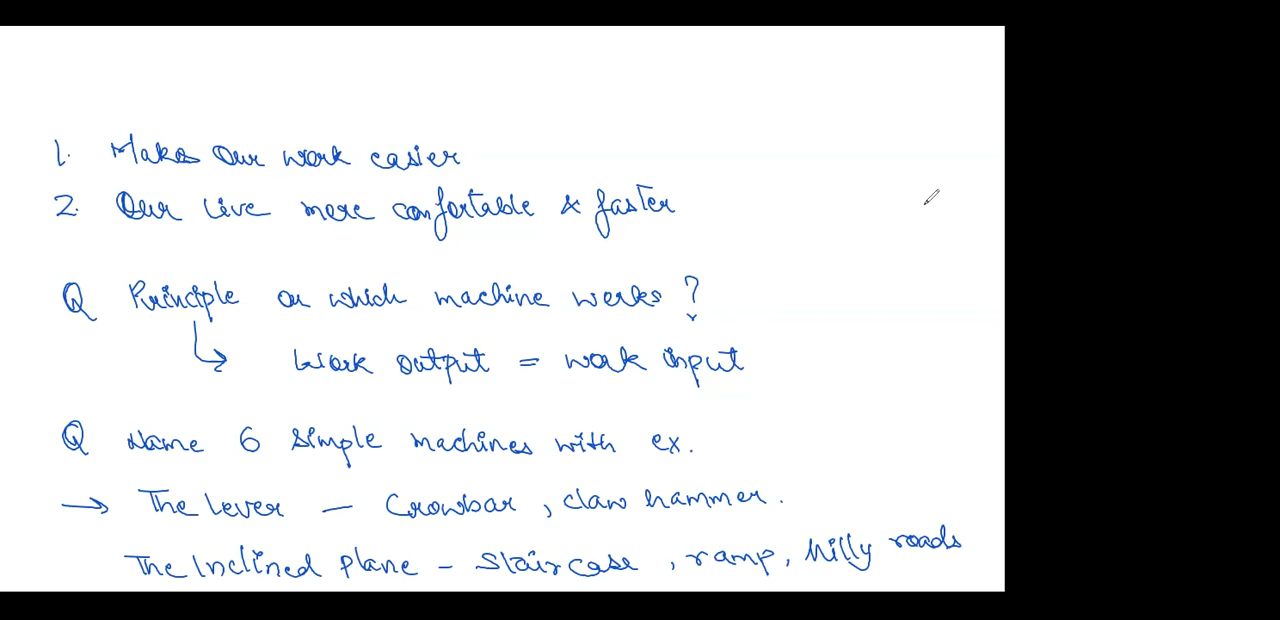 1. Makes Our work easier
2. Our live more confortable & faster
Q Principle on which machine works ?
Work output = work input
Q Name 6 simple machines with ex.
→ The lever — Crowbar , claw hammer .
The Inclined plane - Staircase , ramp, hilly roads